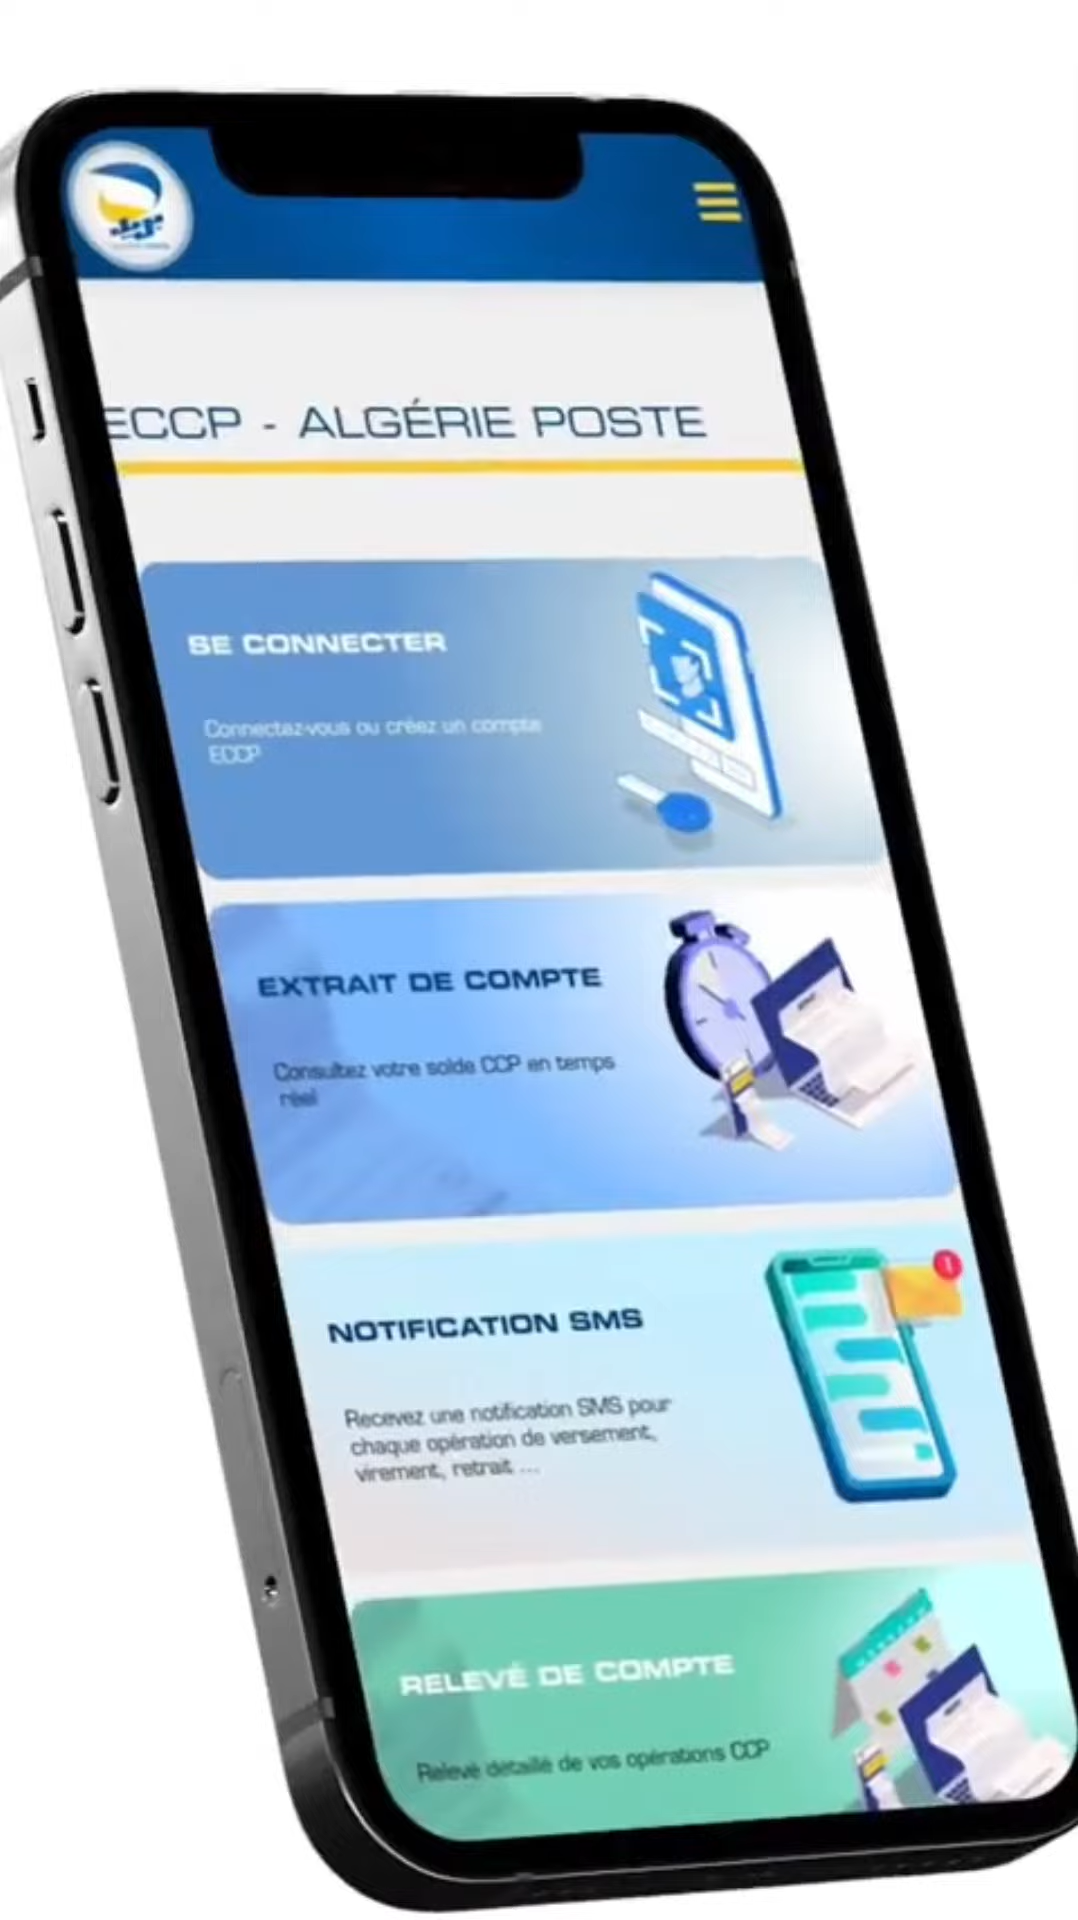 ECCP - ALGÉRIE POSTE
SE CONNECTER
Connectez-vous ou créez un compte
ECCP
EXTRAIT DE COMPTE
Consultez votre solde CCP en temps
réel
NOTIFICATION SMS
Recevez une notification SMS pour
chaque opération de versement,
virement, retrait ...
RELEVÉ DE COMPTE
Relevé détaillé de vos opérations CCP